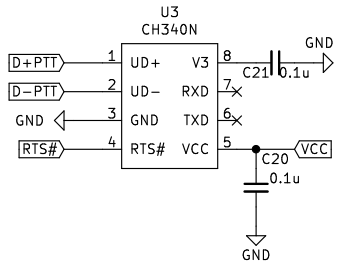 U3
CH340N
D+PTT 1 UD+ V3 8 C21 0.1u GND
D-PTT 2 UD- RXD 7
GND 3 GND TXD 6
RTS# 4 RTS# VCC 5 VCC
C20
0.1u
GND